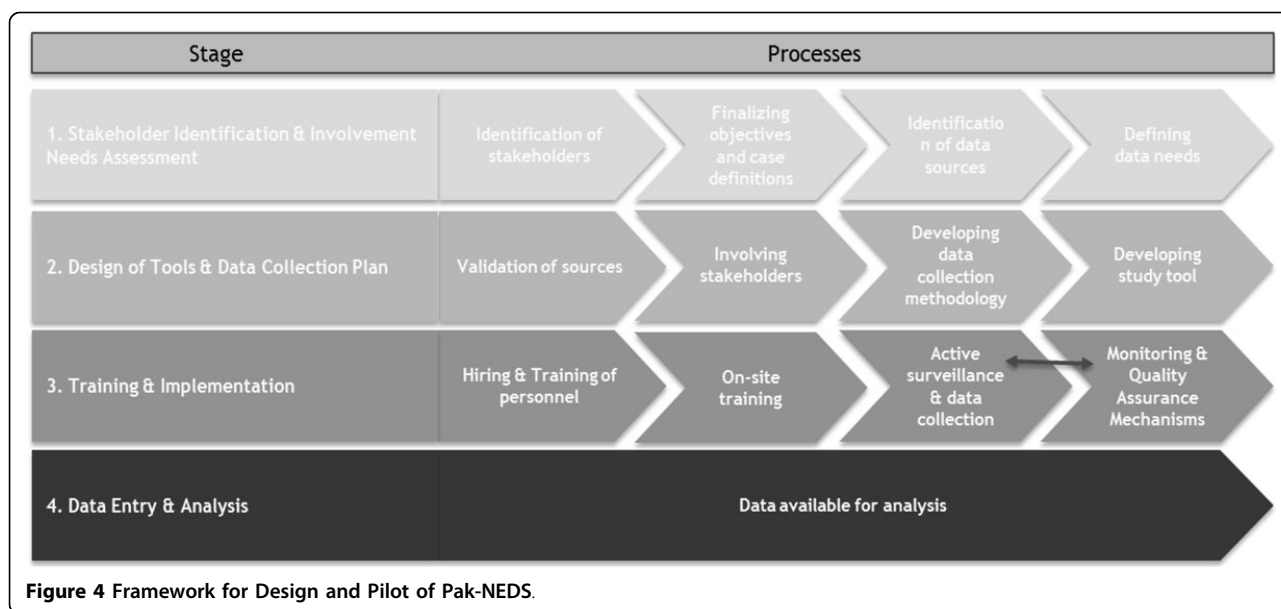 Stage
Processes
1. Stakeholder Identification & Involvement
Needs Assessment
Identification of
stakeholders
Finalizing
objectives
and case
definitions
Identificatio
n of data
sources
Defining
data needs
2. Design of Tools & Data Collection Plan
Validation of sources
Involving
stakeholders
Developing
data
collection
methodology
Developing
study tool
3. Training & Implementation
Hiring & Training of
personnel
On-site
training
Active
surveillance
& data
collection
Monitoring &
Quality
Assurance
Mechanisms
4. Data Entry & Analysis
Data available for analysis
Figure 4 Framework for Design and Pilot of Pak-NEDS.